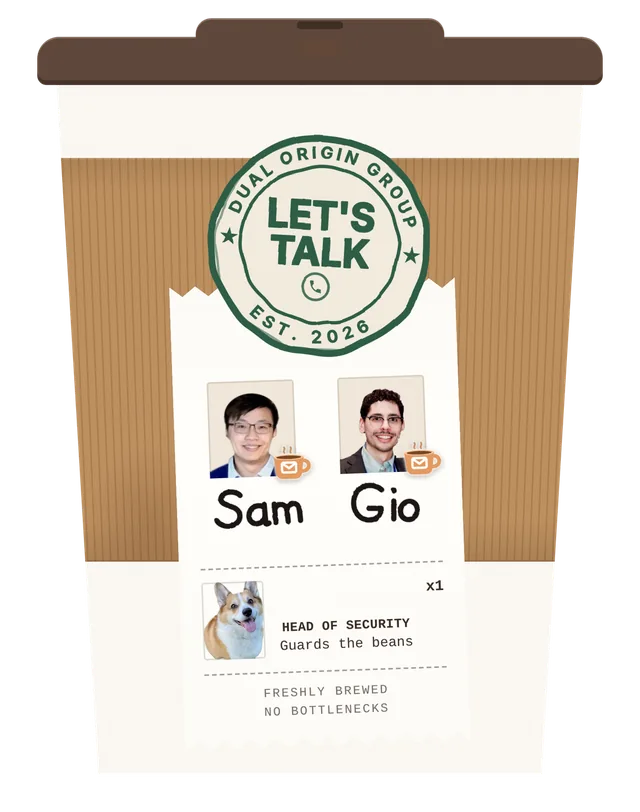 DUAL ORIGIN GROUP
LET'S
TALK
EST. 2026
Sam Gio
x1
HEAD OF SECURITY
Guards the beans
FRESHLY BREWED
NO BOTTLENECKS